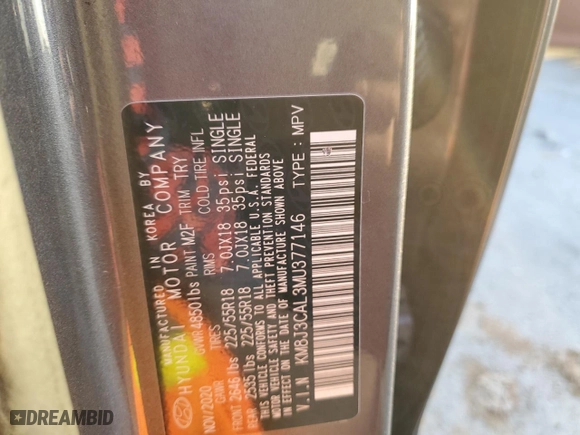 MANUFACTURED IN KOREA BY
HYUNDAI MOTOR COMPANY
NOV/2020 GVWR 4850 lbs PAINT M2F TRIM TRY
GAWR TIRES RIMS COLD TIRE INFL
FRONT 2646 lbs 225/55R18 7.0JX18 35psi SINGLE
REAR 2535 lbs 225/55R18 7.0JX18 35psi SINGLE
THIS VEHICLE CONFORMS TO ALL APPLICABLE U.S.A. FEDERAL
MOTOR VEHICLE SAFETY AND THEFT PREVENTION STANDARDS
IN EFFECT ON THE DATE OF MANUFACTURE SHOWN ABOVE
V.I.N KM8J3CAL3MU377146 TYPE : MPV
DREAMBID